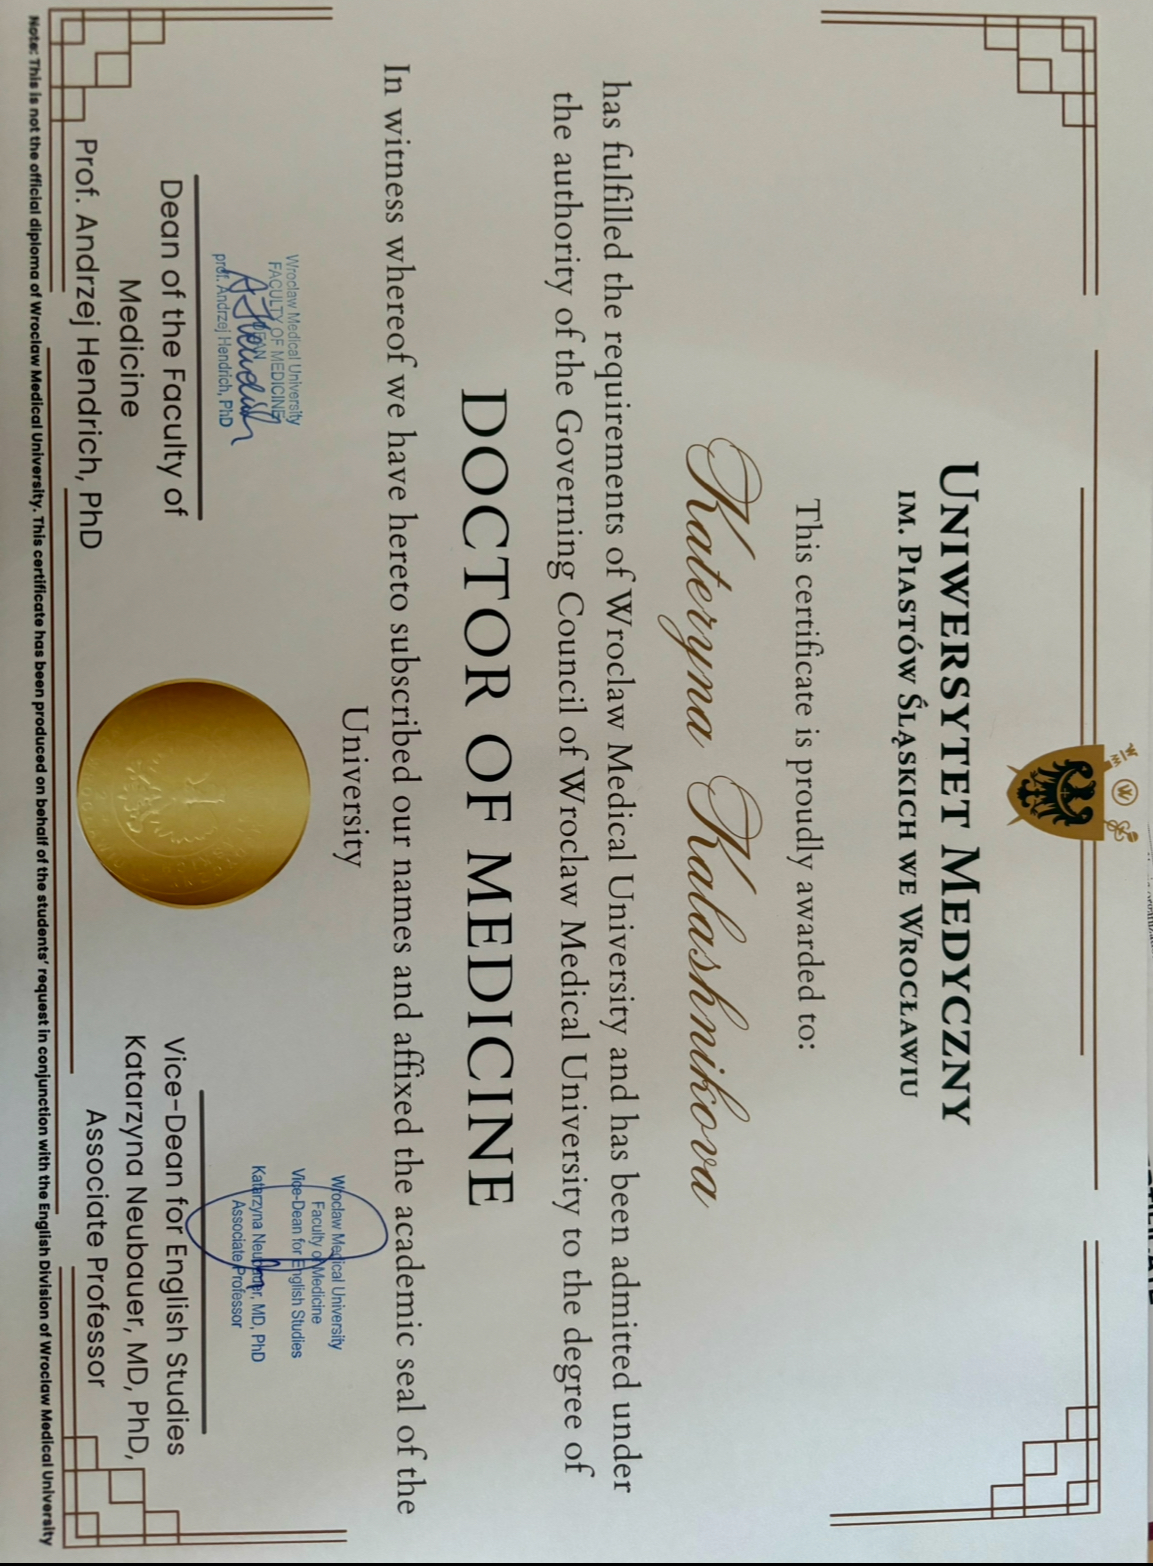 UNIWERSYTET MEDYCZNY
IM. PIASTÓW ŚLĄSKICH WE WROCŁAWIU
This certificate is proudly awarded to:
Kateryna Kalashnikova
has fulfilled the requirements of Wroclaw Medical University and has been admitted under
the authority of the Governing Council of Wroclaw Medical University to the degree of
DOCTOR OF MEDICINE
In witness whereof we have hereto subscribed our names and affixed the academic seal of the
University
Wroclaw Medical University
FACULTY OF MEDICINE
prof. Andrzej Hendrich, PhD
Dean of the Faculty of
Medicine
Prof. Andrzej Hendrich, PhD
Wroclaw Medical University
Faculty of Medicine
Vice-Dean for English Studies
Katarzyna Neubauer, MD, PhD
Associate Professor
Vice-Dean for English Studies
Katarzyna Neubauer, MD, PhD,
Associate Professor
Note: This is not the official diploma of Wroclaw Medical University. This certificate has been produced on behalf of the students' request in conjunction with the English Division of Wroclaw Medical University